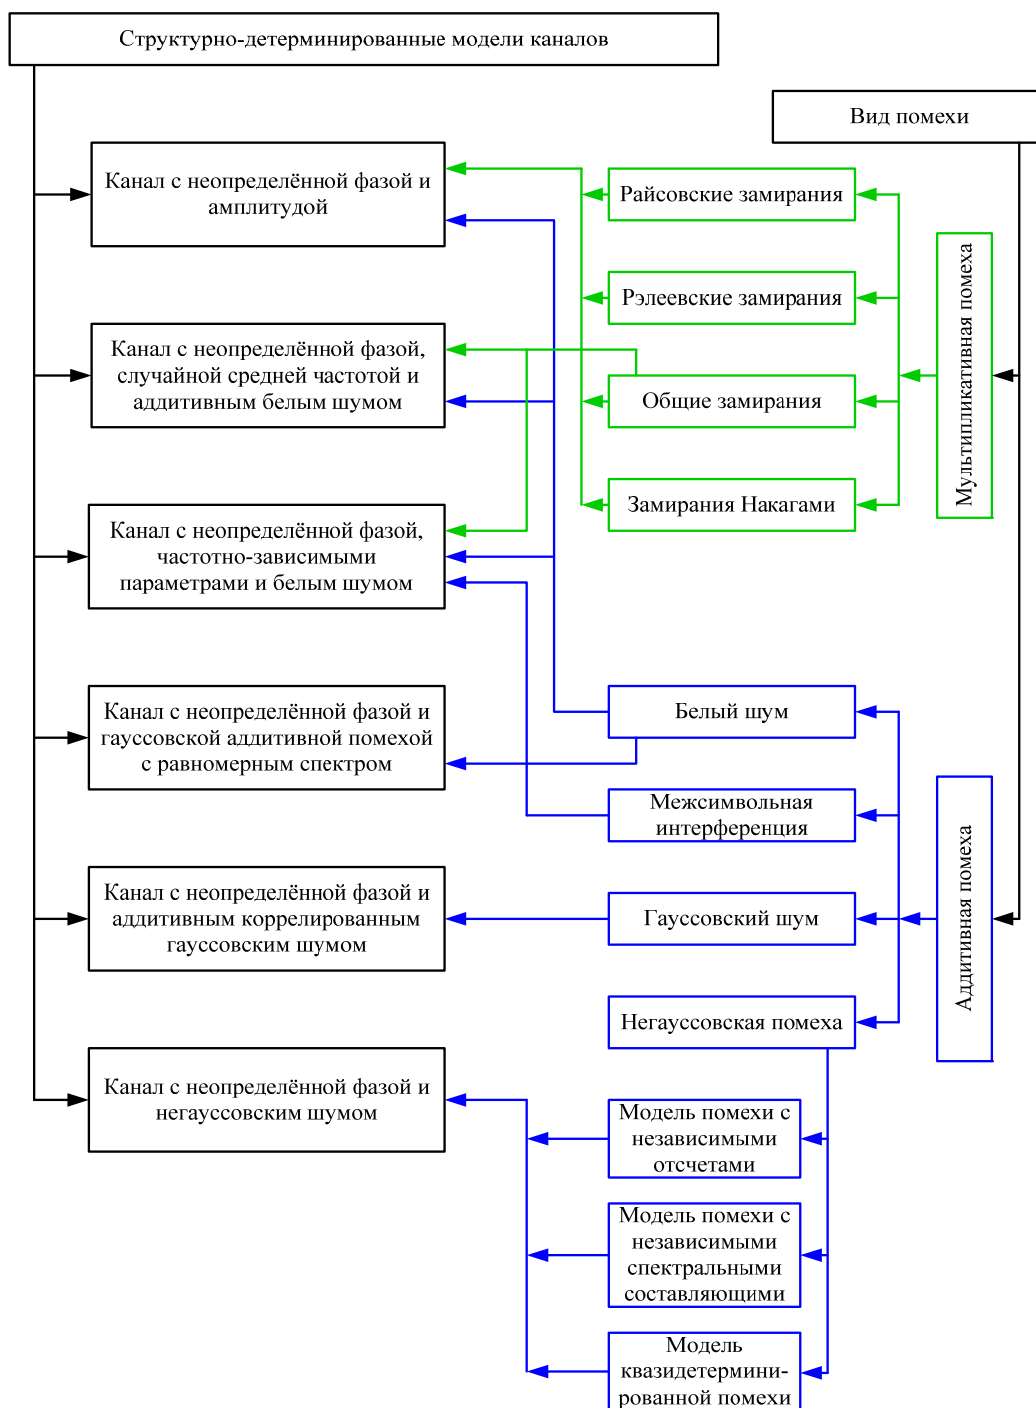 Структурно-детерминированные модели каналов
Вид помехи
Канал с неопределённой фазой и
амплитудой
Канал с неопределённой фазой,
случайной средней частотой и
аддитивным белым шумом
Канал с неопределённой фазой,
частотно-зависимыми
параметрами и белым шумом
Канал с неопределённой фазой и
гауссовской аддитивной помехой
с равномерным спектром
Канал с неопределённой фазой и
аддитивным коррелированным
гауссовским шумом
Канал с неопределённой фазой и
негауссовским шумом
Райсовские замирания
Рэлеевские замирания
Общие замирания
Замирания Накагами
Мультипликативная помеха
Белый шум
Межсимвольная
интерференция
Гауссовский шум
Негауссовская помеха
Аддитивная помеха
Модель помехи с
независимыми
отсчетами
Модель помехи с
независимыми
спектральными
составляющими
Модель
квазидетермини-
рованной помехи